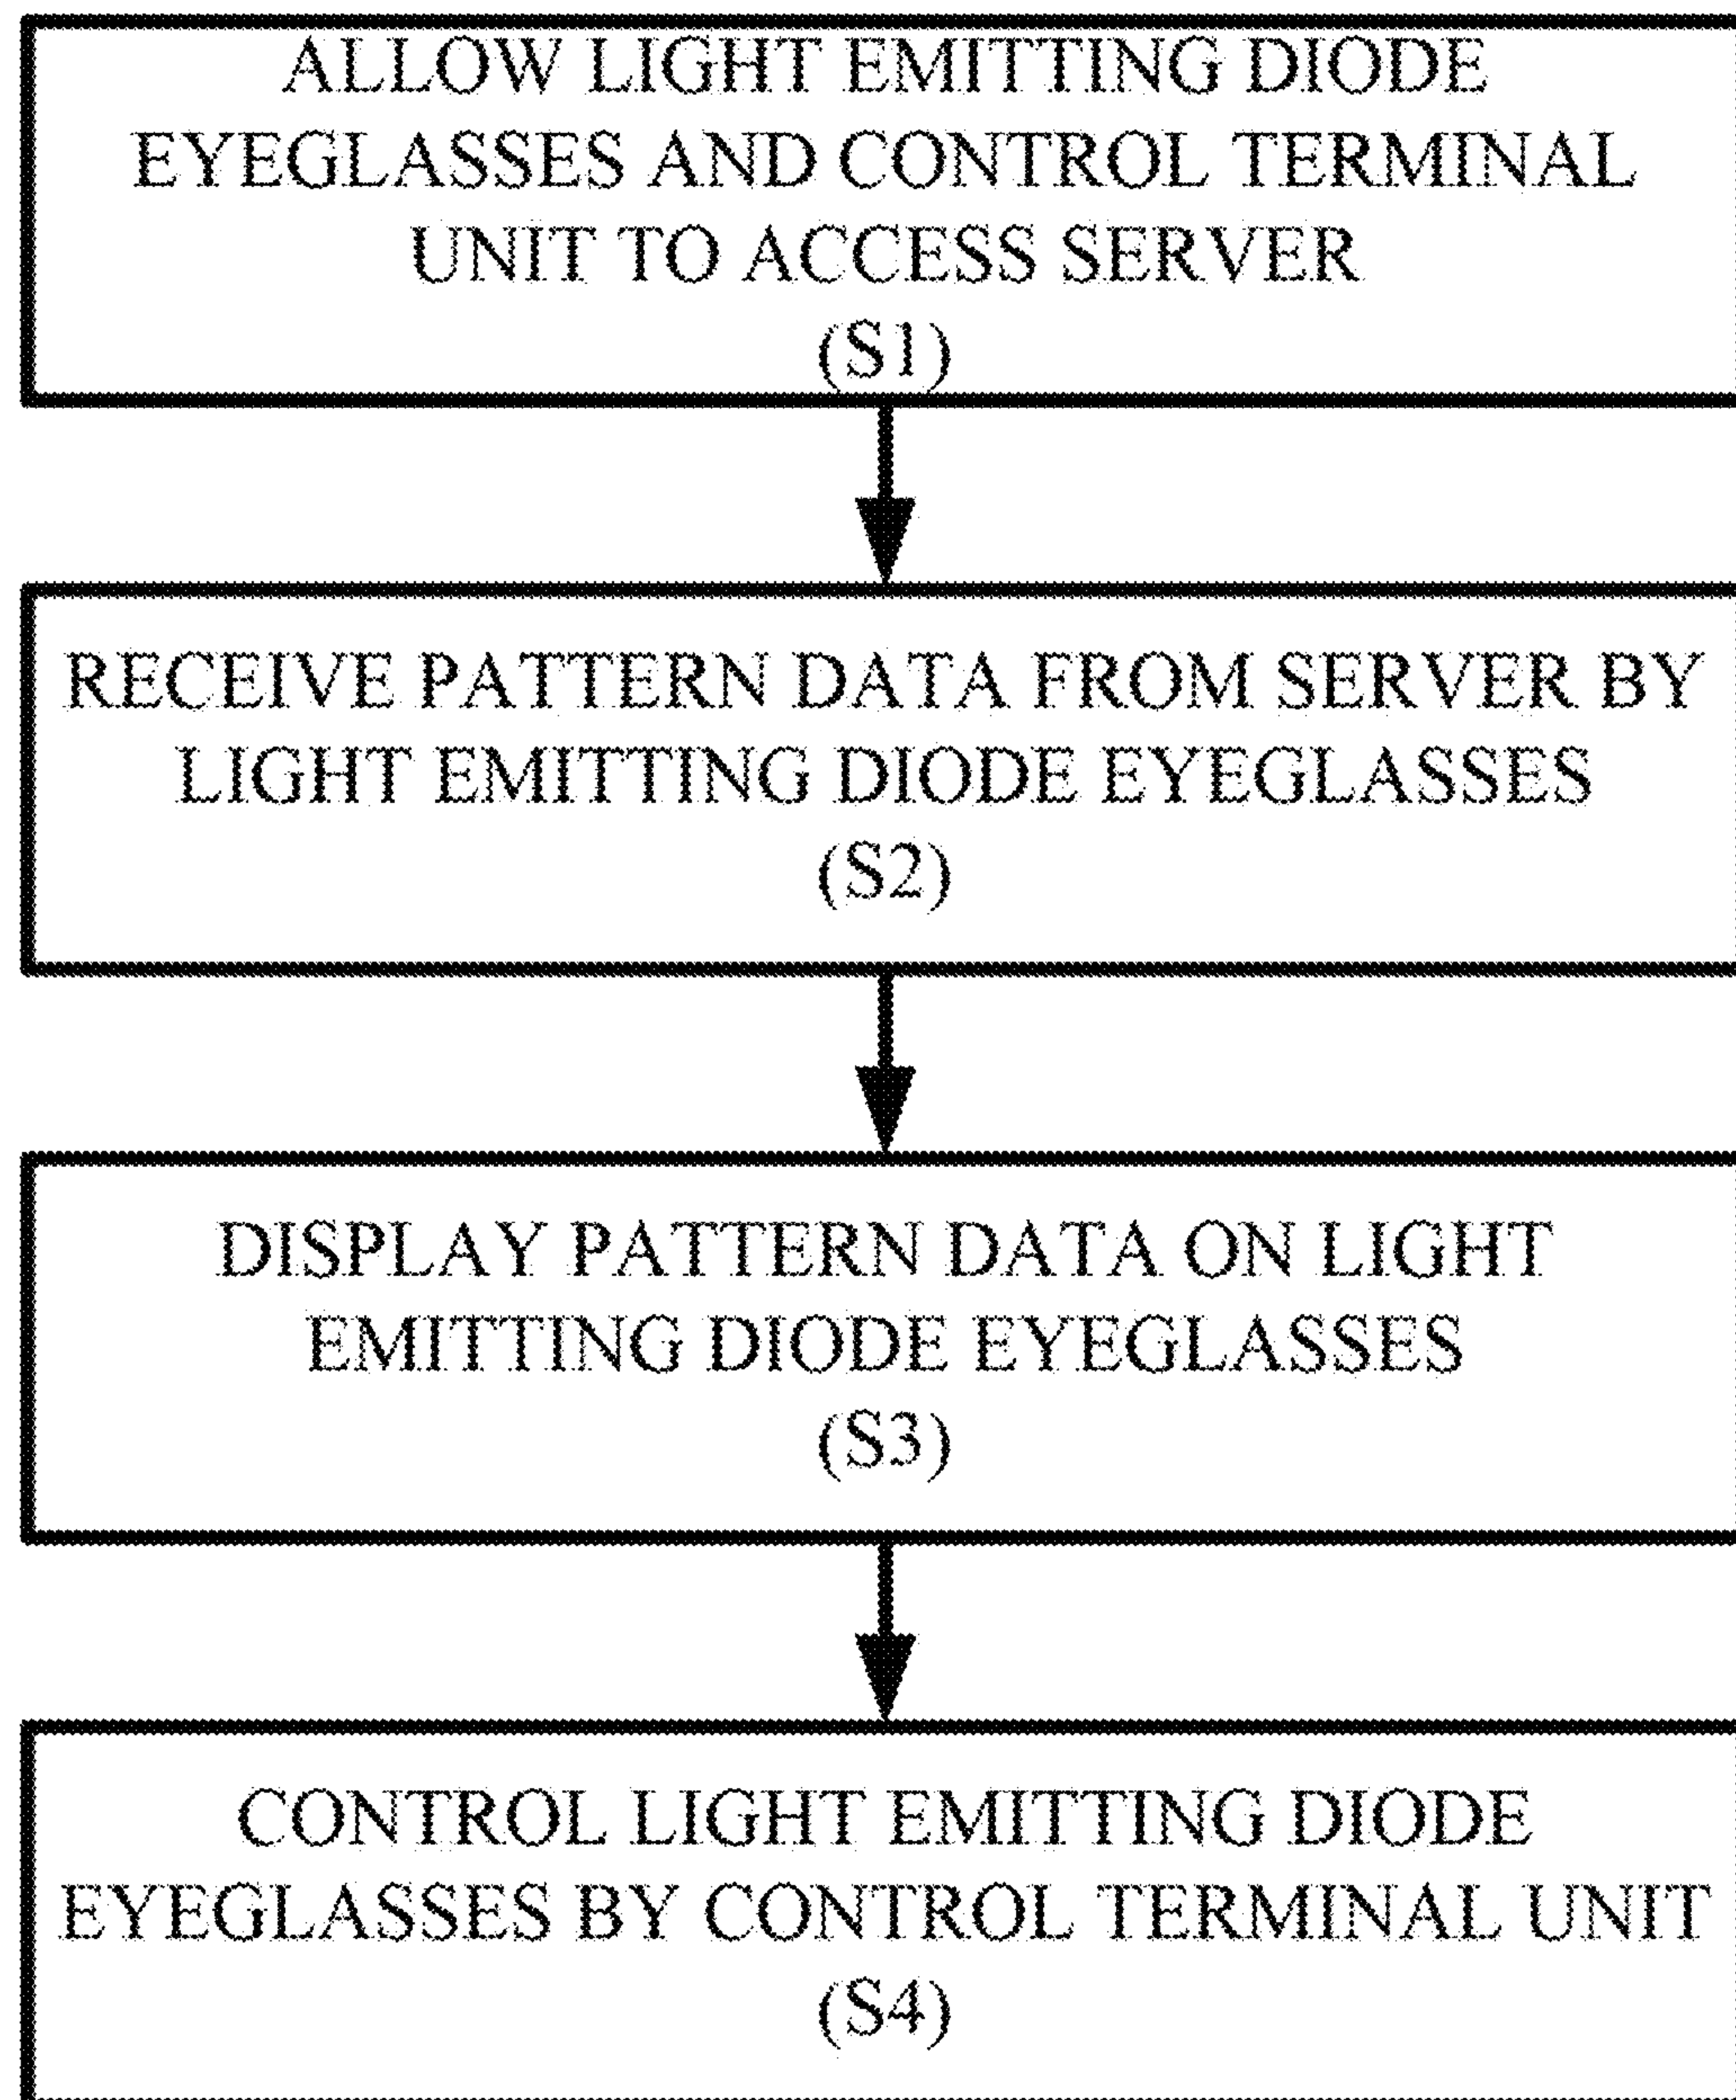 ALLOW LIGHT EMITTING DIODE
EYEGLASSES AND CONTROL TERMINAL
UNIT TO ACCESS SERVER
(S1)
RECEIVE PATTERN DATA FROM SERVER BY
LIGHT EMITTING DIODE EYEGLASSES
(S2)
DISPLAY PATTERN DATA ON LIGHT
EMITTING DIODE EYEGLASSES
(S3)
CONTROL LIGHT EMITTING DIODE
EYEGLASSES BY CONTROL TERMINAL UNIT
(S4)